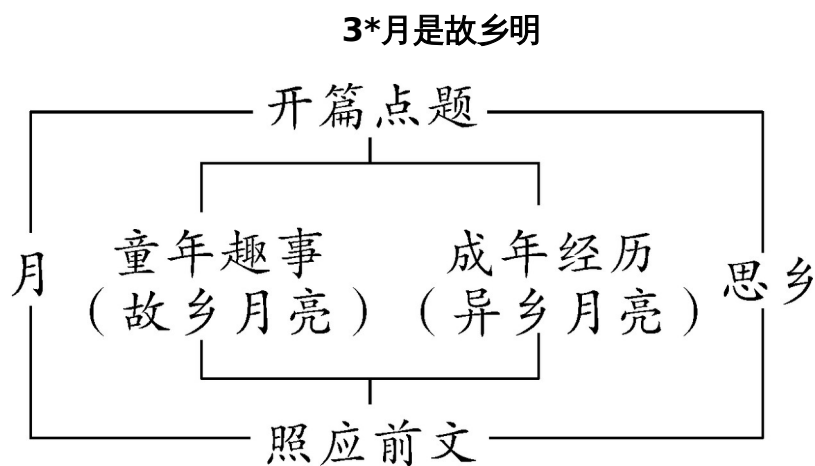 3*月是故乡明
开篇点题
童年趣事 成年经历
月 思乡
（故乡月亮）（异乡月亮）
照应前文